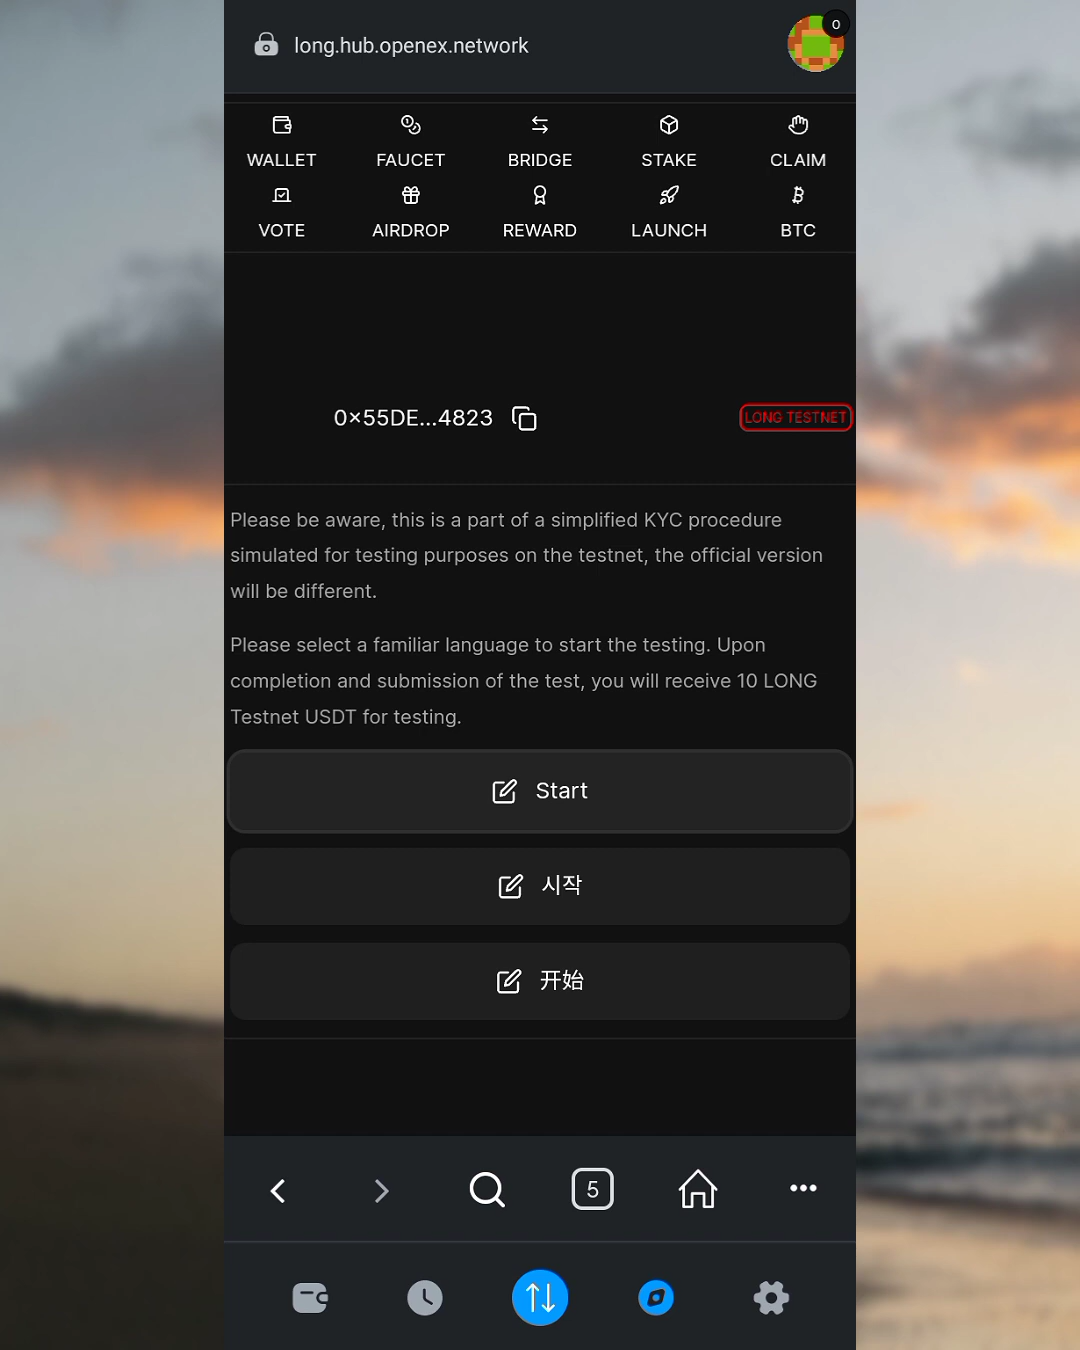 long.hub.openex.network
0
WALLET FAUCET BRIDGE STAKE CLAIM
VOTE AIRDROP REWARD LAUNCH BTC
0×55DE...4823 LONG TESTNET
Please be aware, this is a part of a simplified KYC procedure
simulated for testing purposes on the testnet, the official version
will be different.
Please select a familiar language to start the testing. Upon
completion and submission of the test, you will receive 10 LONG
Testnet USDT for testing.
Start
시작
开始
5